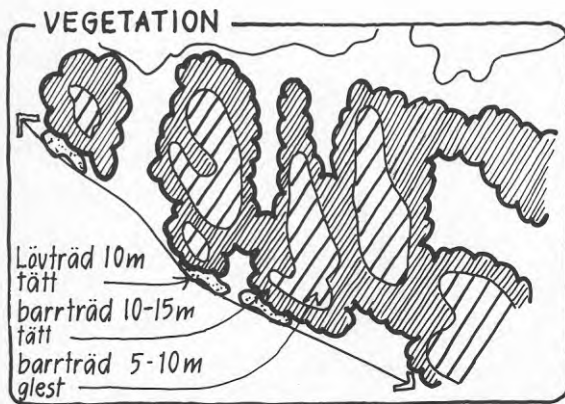 VEGETATION
Lövträd 10m
tätt
barrträd 10-15m
tätt
barrträd 5-10m
glest